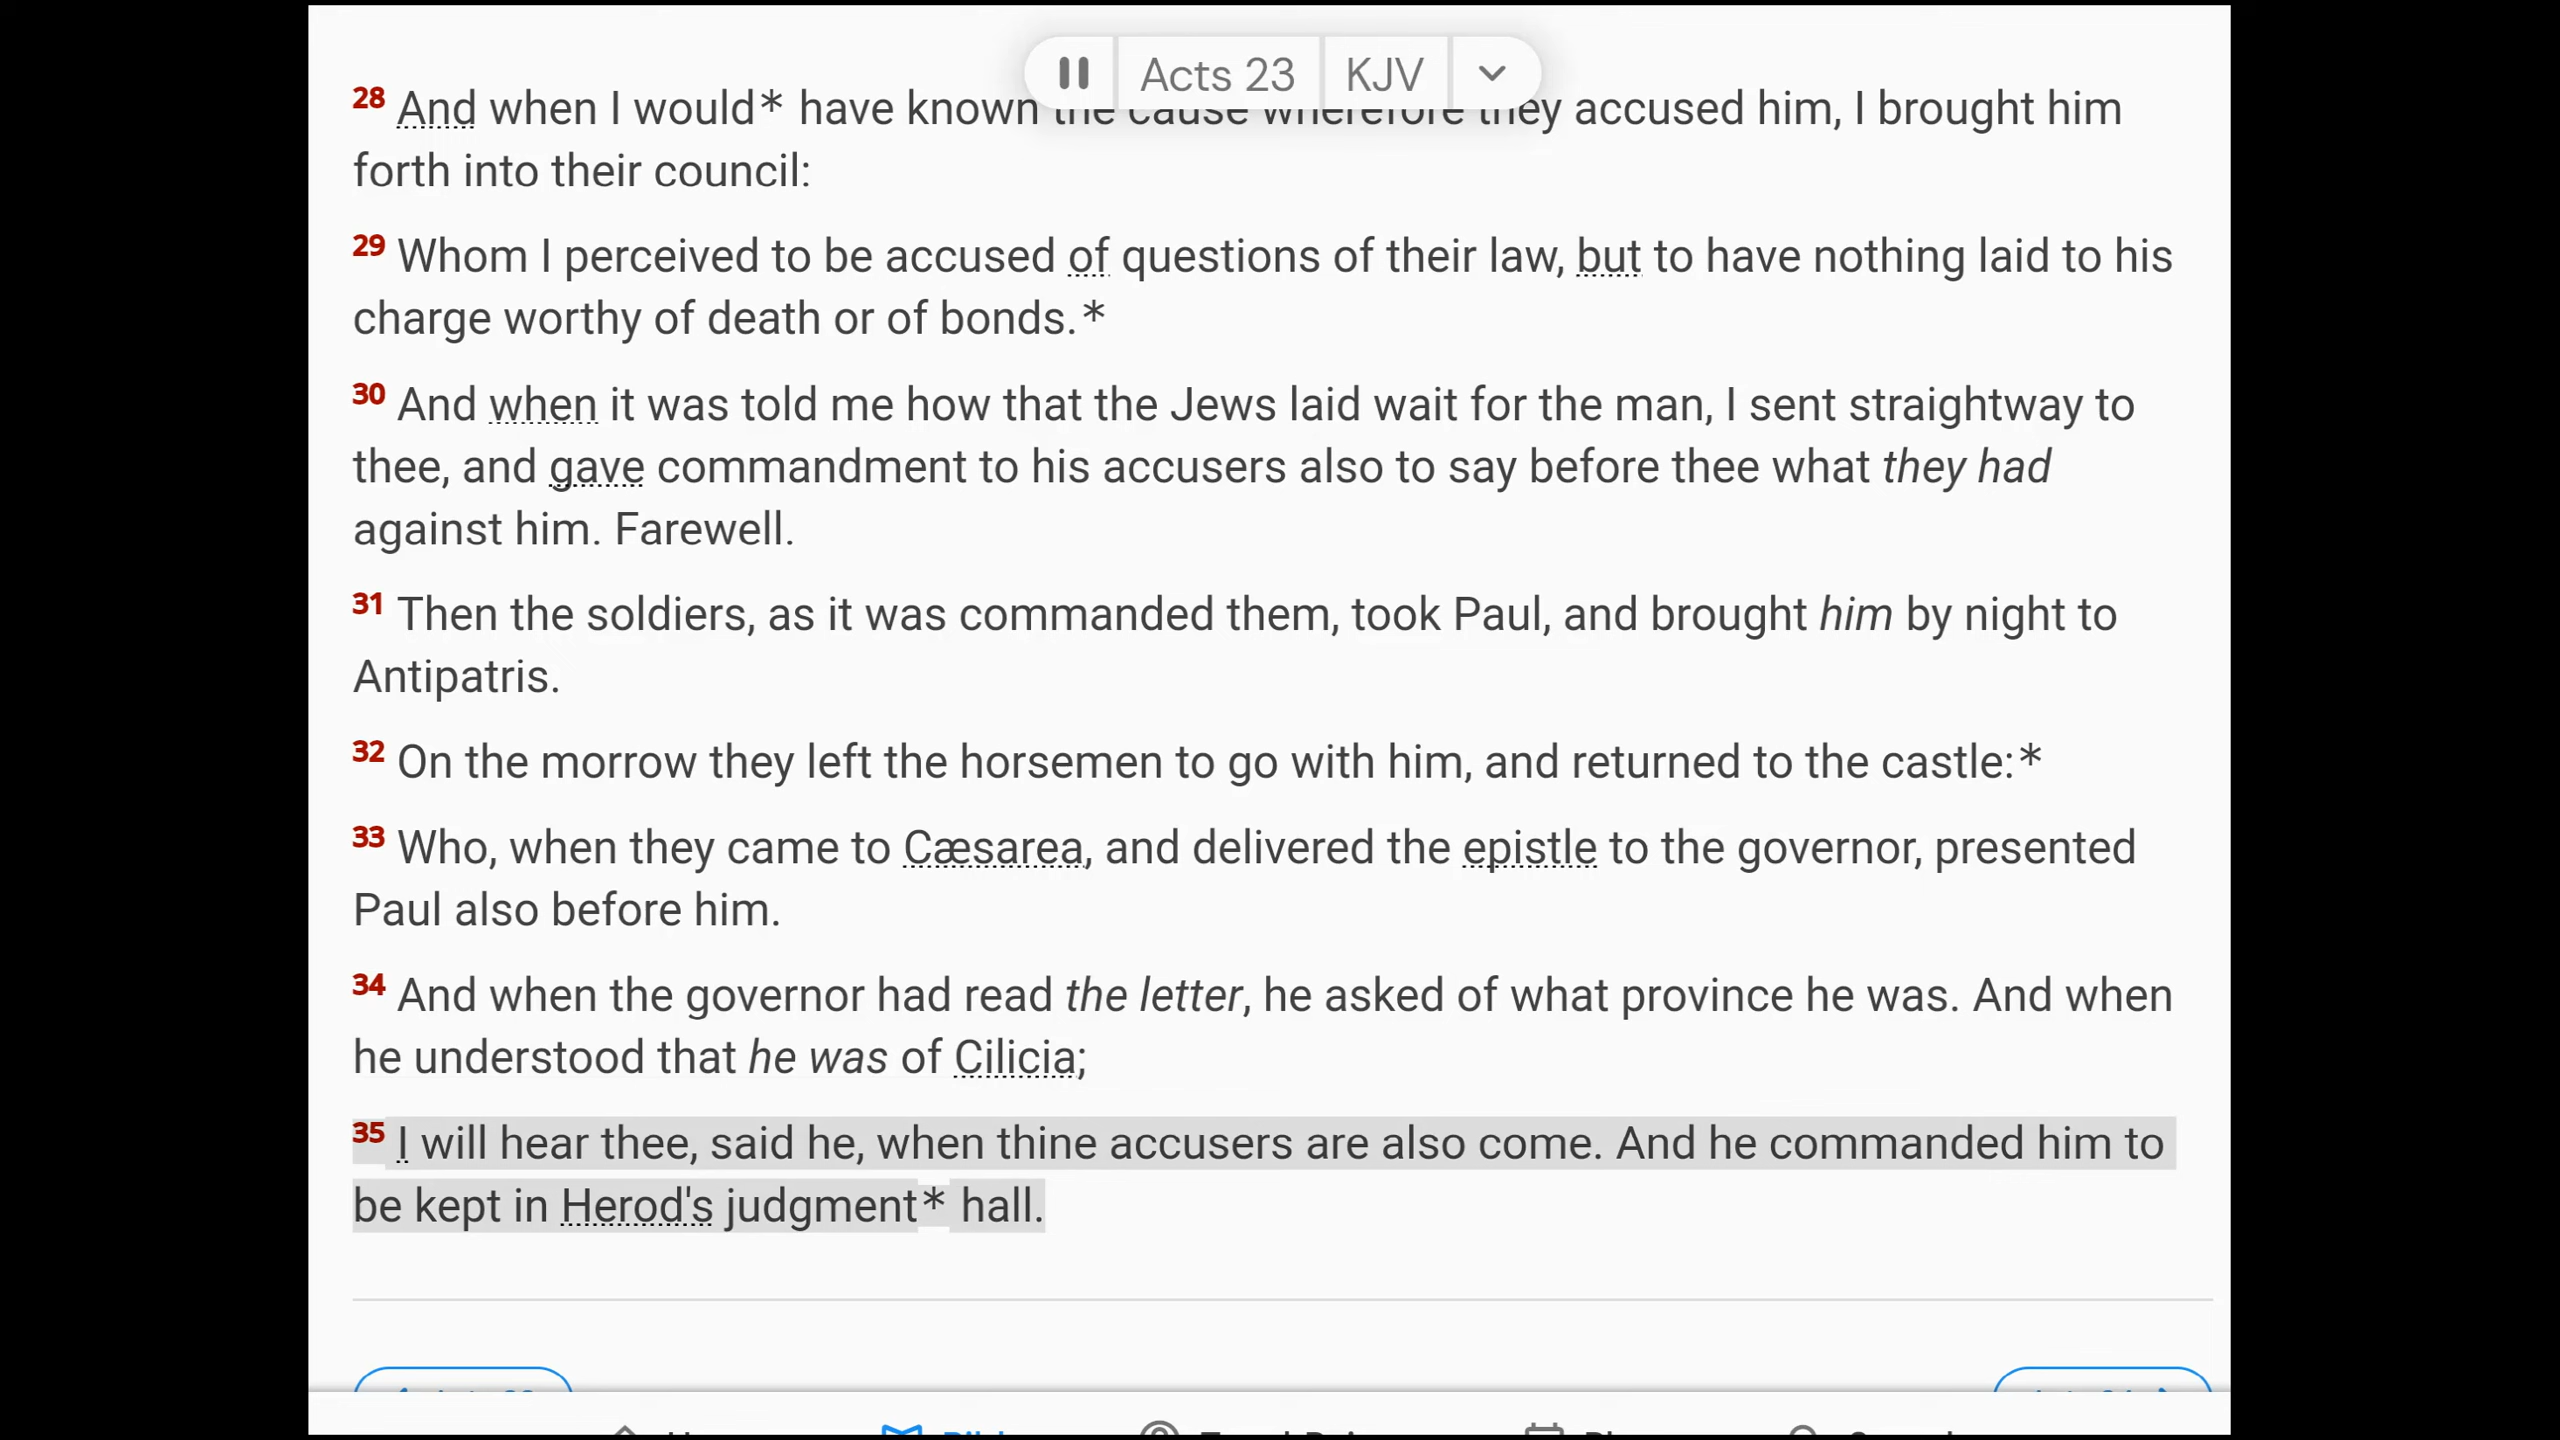 Acts 23 KJV
28 And when I would* have known the cause wherefore they accused him, I brought him
forth into their council:
29 Whom I perceived to be accused of questions of their law, but to have nothing laid to his
charge worthy of death or of bonds.*
30 And when it was told me how that the Jews laid wait for the man, I sent straightway to
thee, and gave commandment to his accusers also to say before thee what they had
against him. Farewell.
31 Then the soldiers, as it was commanded them, took Paul, and brought him by night to
Antipatris.
32 On the morrow they left the horsemen to go with him, and returned to the castle:*
33 Who, when they came to Cæsarea, and delivered the epistle to the governor, presented
Paul also before him.
34 And when the governor had read the letter, he asked of what province he was. And when
he understood that he was of Cilicia;
35 I will hear thee, said he, when thine accusers are also come. And he commanded him to
be kept in Herod's judgment* hall.